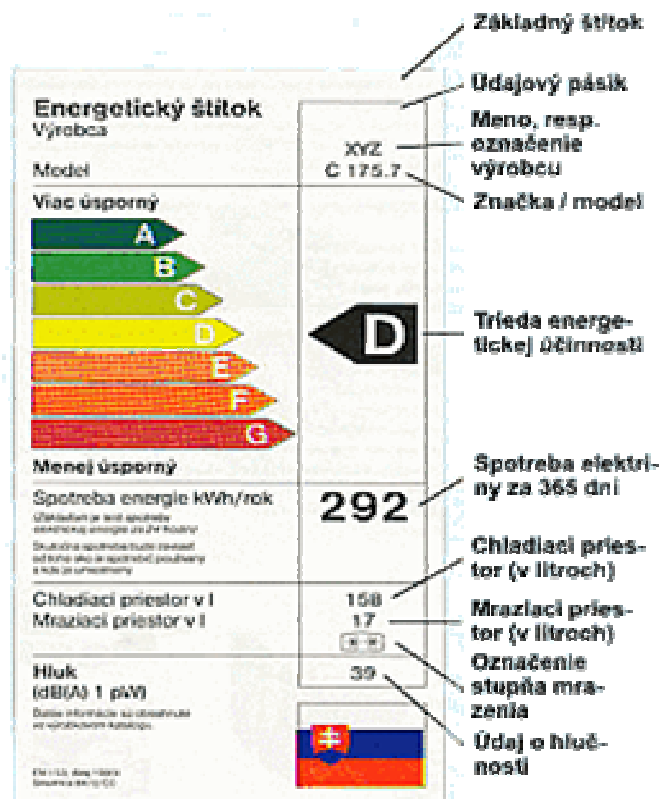 Základný štítok
Údajový pásik
Meno, resp.
označenie
výrobcu
Značka / model
Trieda energe-
tickej účinnosti
Spotreba elektri-
ny za 365 dní
Chladiaci pries-
tor (v litroch)
Mraziaci pries-
tor (v litroch)
Označenie
stupňa mra-
zenia
Údaj o hluč-
nosti
Energetický štítok
Výrobca
XYZ
Model
C 175.7
Viac úsporný
A
B
C
D
E
F
G
D
Menej úsporný
Spotreba energie kWh/rok
292
Chladiaci priestor v l
158
Mraziaci priestor v l
17
Hluk
39
(dB(A) 1 pW)